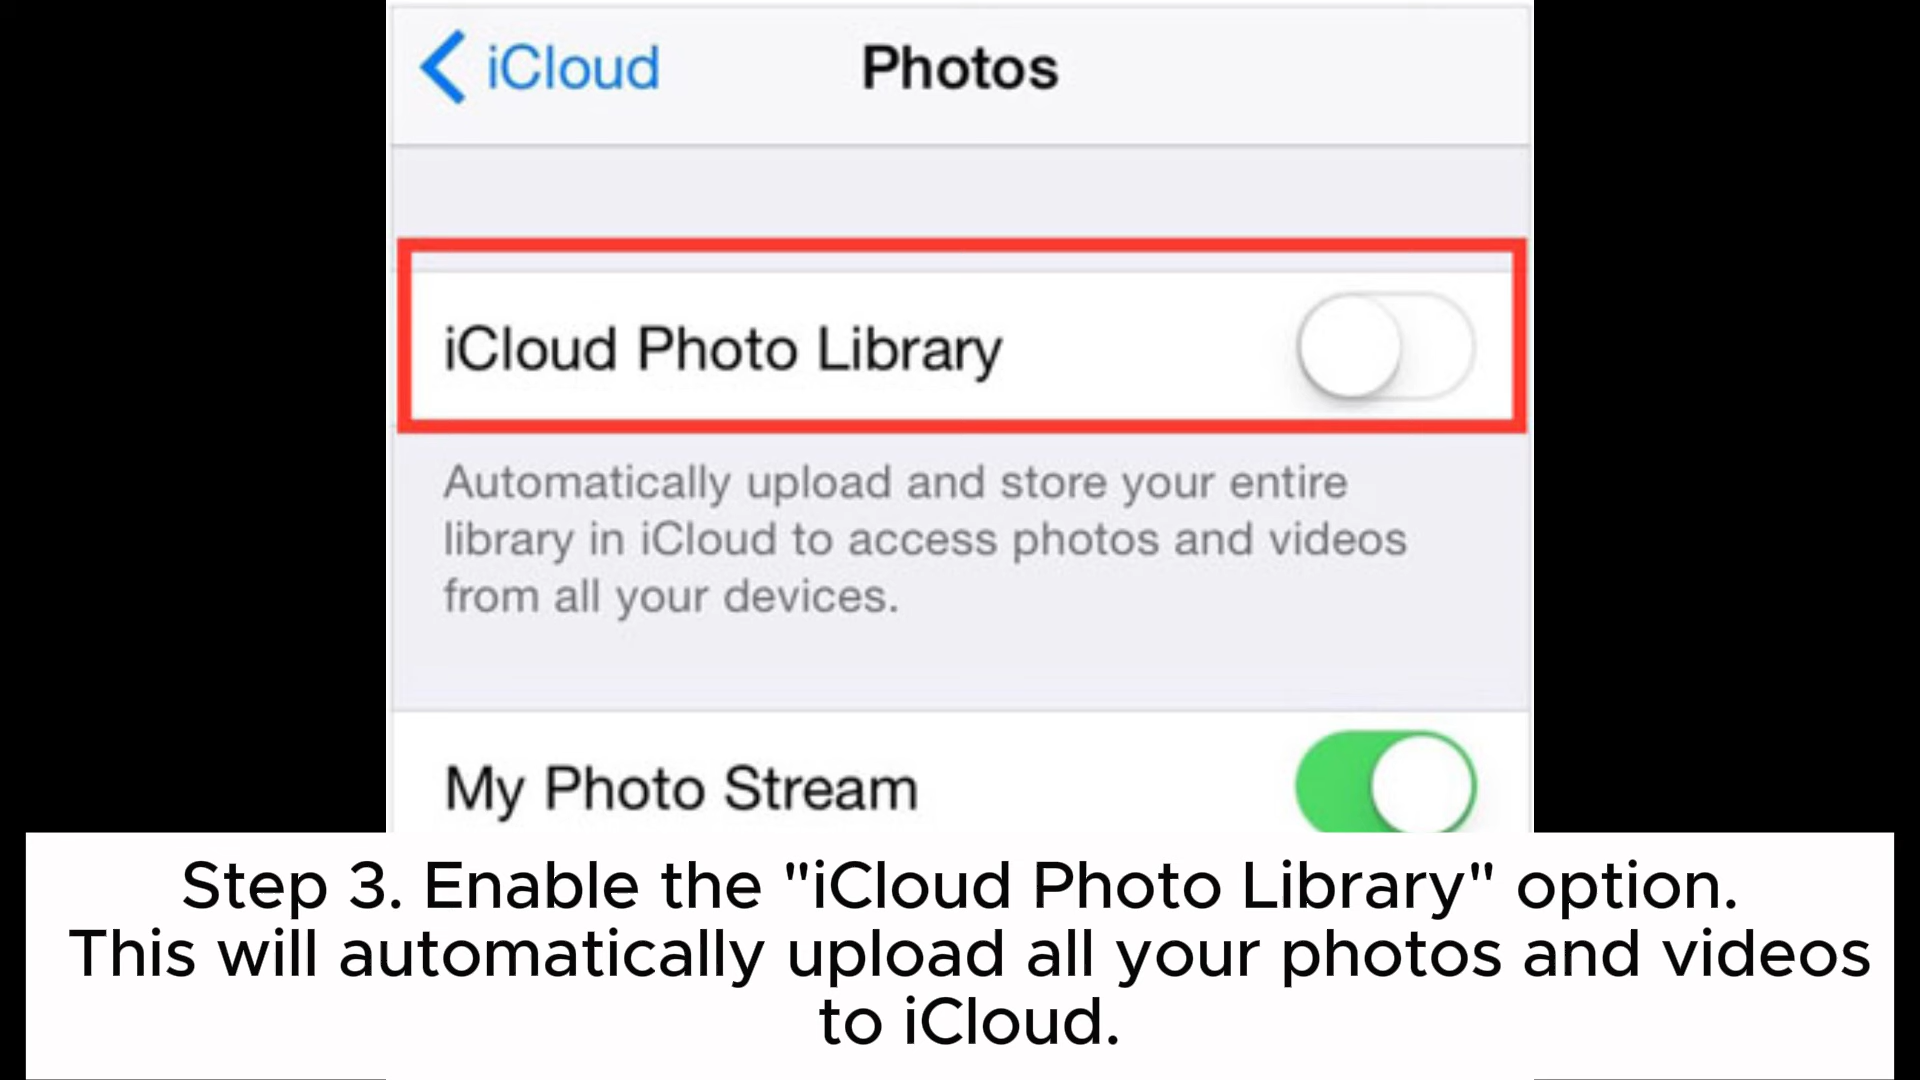 iCloud Photos
iCloud Photo Library
Automatically upload and store your entire
library in iCloud to access photos and videos
from all your devices.
My Photo Stream
Step 3. Enable the "iCloud Photo Library" option.
This will automatically upload all your photos and videos
to iCloud.